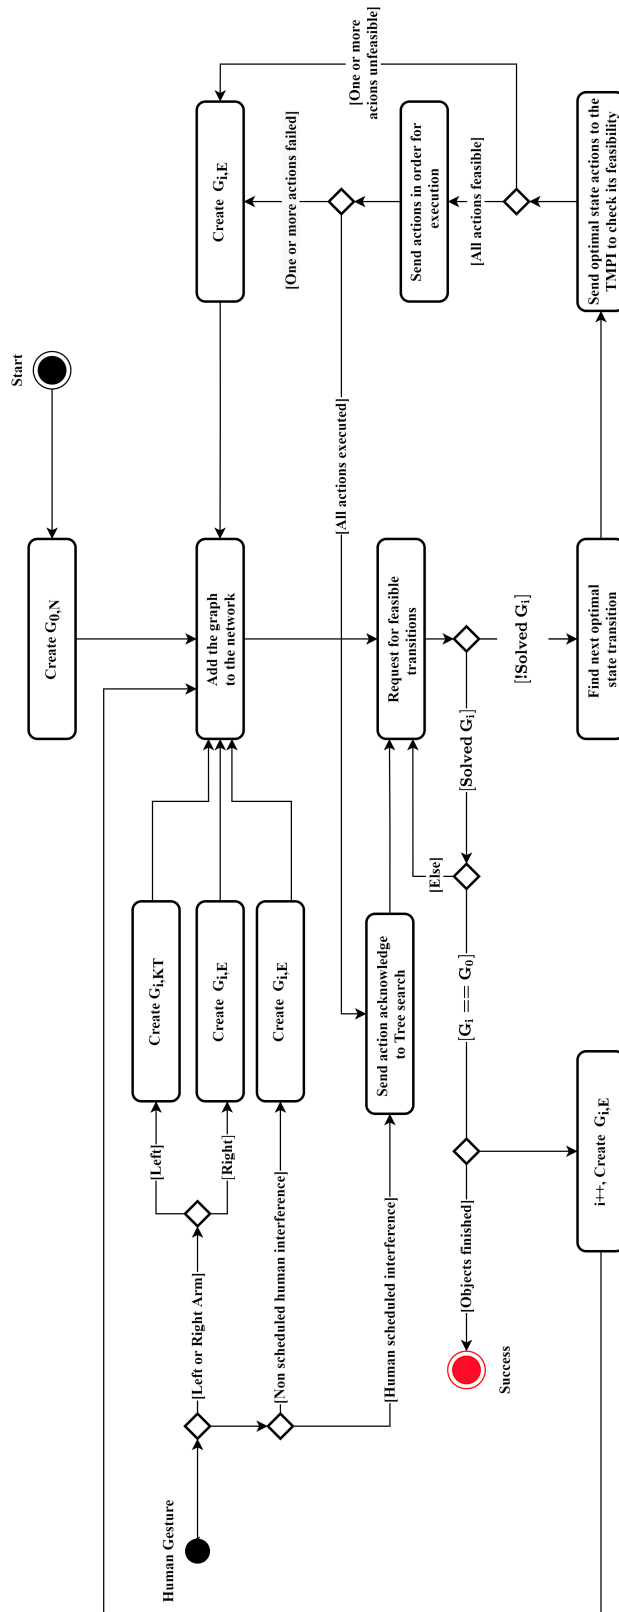 Start
Create G0,N
Create Gi,E
[One or more
acions unfeasible]
[One or more actions failed]
Send actions in order for
execution
[All actions feasible]
Send optimal state actions to the
TMPI to check its feasibility
Add the graph
to the network
[All actions executed]
Request for feasible
transitions
[!Solved Gi]
Find next optimal
state transition
[Solved Gi]
[Else]
Create Gi,KT
Create Gi,E
Create Gi,E
Send action acknowledge
to Tree search
[Gi == G0]
[Left]
[Right]
[Left or Right Arm]
[Non scheduled human interference]
[Human scheduled interference]
[Objects finished]
i++, Create Gi,E
Success
Human Gesture